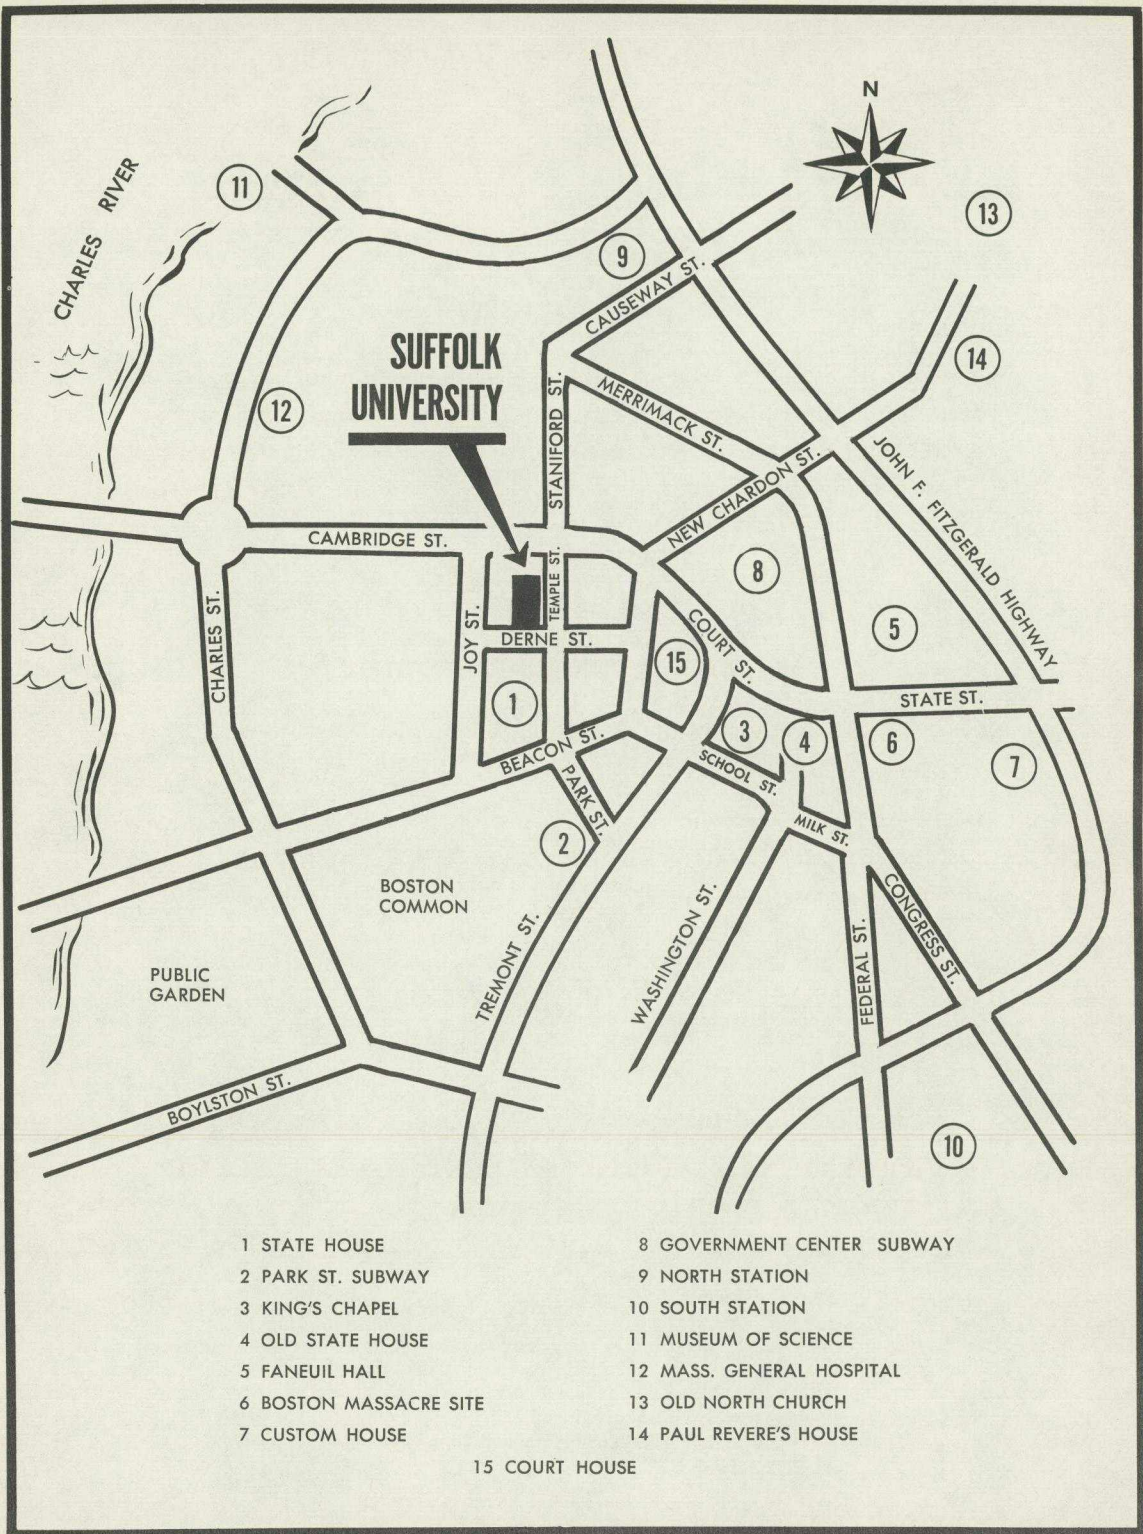 N
CHARLES RIVER
11
13
9
CAUSEWAY ST.
SUFFOLK
UNIVERSITY
14
12
STANIFORD ST.
MERRIMACK ST.
NEW CHARDON ST.
JOHN F. FITZGERALD HIGHWAY
CAMBRIDGE ST.
TEMPLE ST.
8
CHARLES ST.
JOY ST.
DERNE ST.
COURT ST.
5
15
1
STATE ST.
BEACON ST.
3
4
6
7
SCHOOL ST.
PARK ST.
2
MILK ST.
BOSTON
COMMON
TREMONT ST.
WASHINGTON ST.
FEDERAL ST.
CONGRESS ST.
PUBLIC
GARDEN
BOYLSTON ST.
10
1 STATE HOUSE
2 PARK ST. SUBWAY
3 KING'S CHAPEL
4 OLD STATE HOUSE
5 FANEUIL HALL
6 BOSTON MASSACRE SITE
7 CUSTOM HOUSE
8 GOVERNMENT CENTER SUBWAY
9 NORTH STATION
10 SOUTH STATION
11 MUSEUM OF SCIENCE
12 MASS. GENERAL HOSPITAL
13 OLD NORTH CHURCH
14 PAUL REVERE'S HOUSE
15 COURT HOUSE